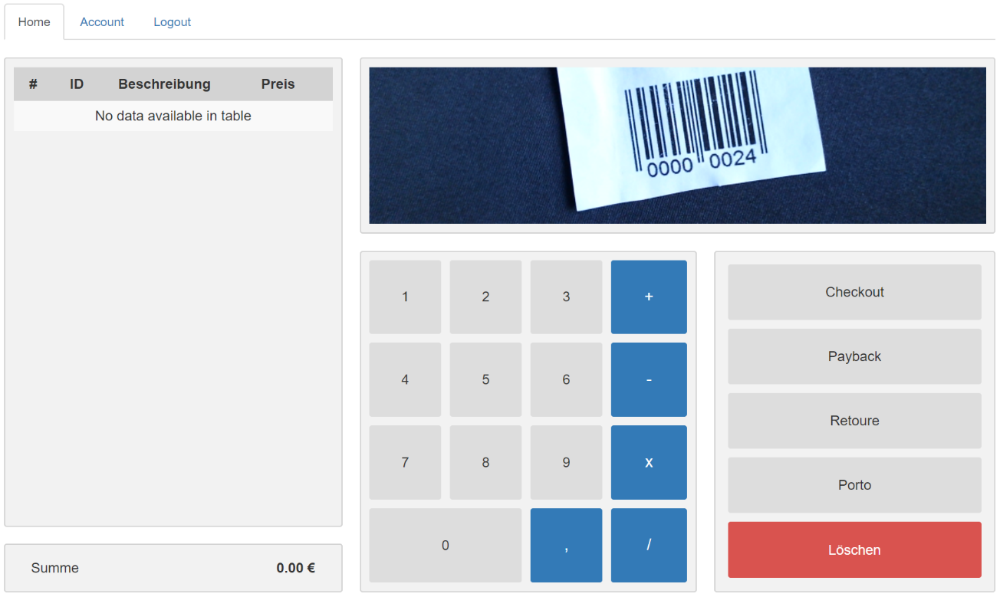 Home Account Logout
# ID Beschreibung Preis
No data available in table
Summe 0.00 €
0000 0024
1 2 3 +
4 5 6 -
7 8 9 x
0 , /
Checkout
Payback
Retoure
Porto
Löschen